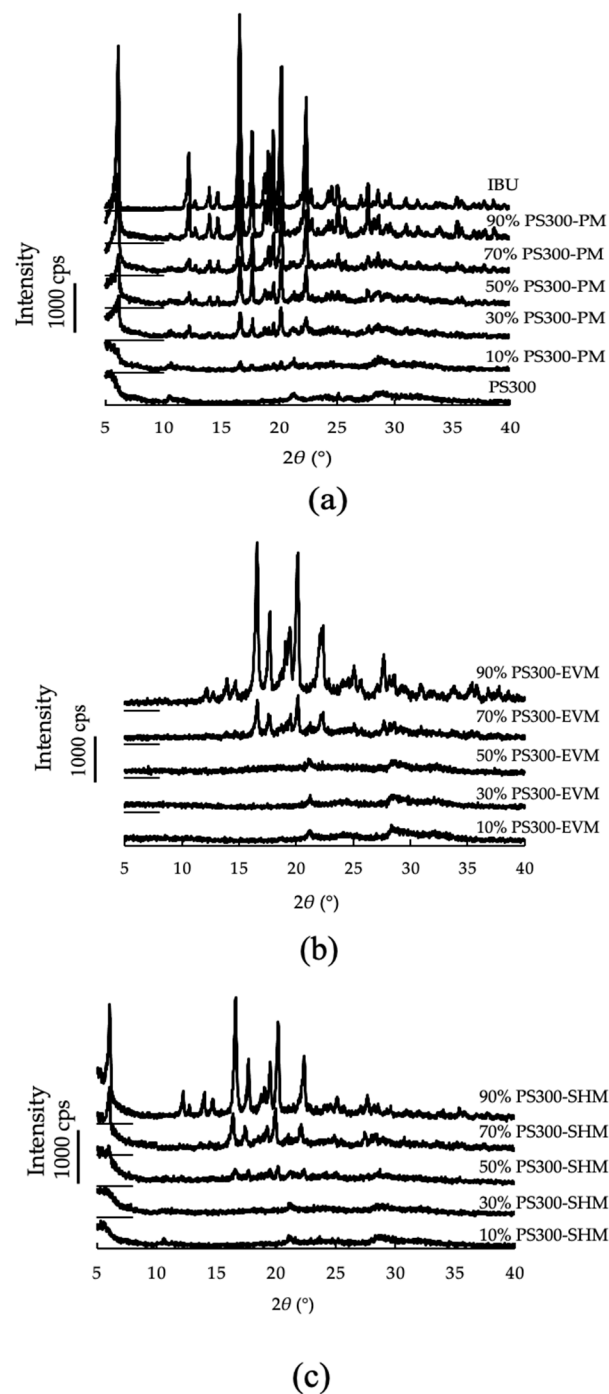 Intensity
1000 cps
IBU
90% PS300-PM
70% PS300-PM
50% PS300-PM
30% PS300-PM
10% PS300-PM
PS300
5 10 15 20 25 30 35 40
2θ (°)
(a)
Intensity
1000 cps
90% PS300-EVM
70% PS300-EVM
50% PS300-EVM
30% PS300-EVM
10% PS300-EVM
5 10 15 20 25 30 35 40
2θ (°)
(b)
Intensity
1000 cps
90% PS300-SHM
70% PS300-SHM
50% PS300-SHM
30% PS300-SHM
10% PS300-SHM
5 10 15 20 25 30 35 40
2θ (°)
(c)